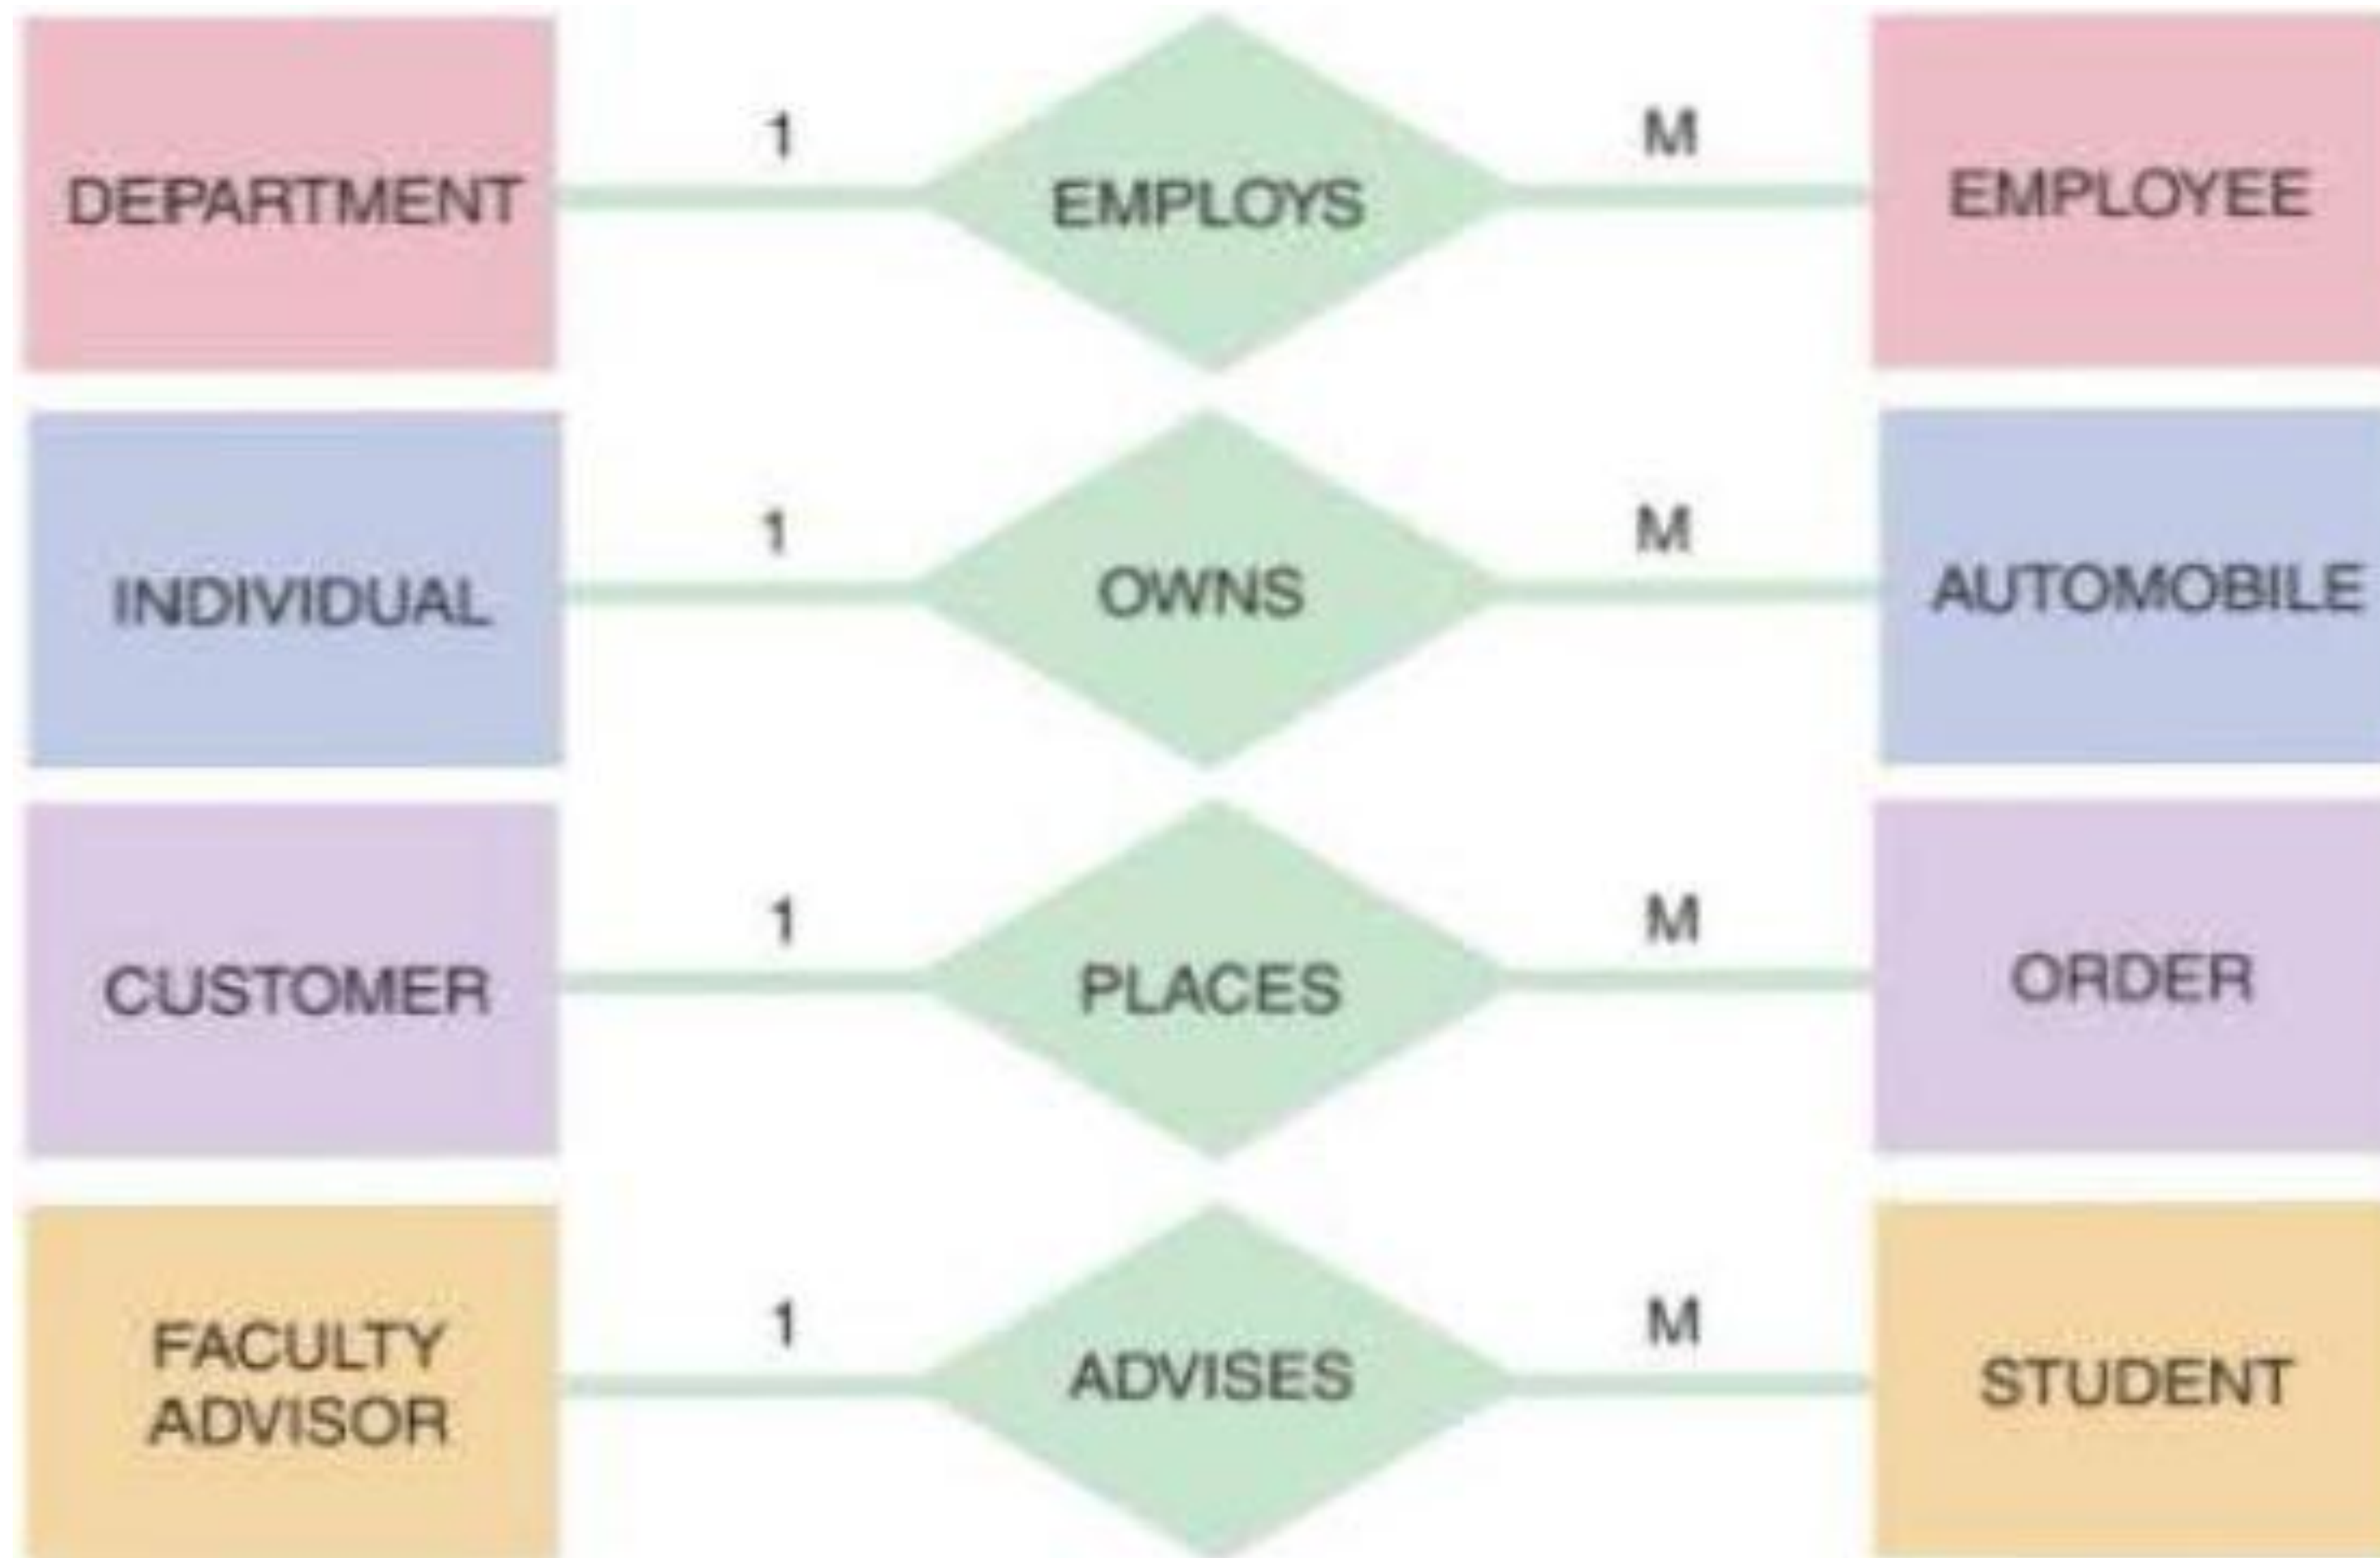 1
M
DEPARTMENT
EMPLOYS
EMPLOYEE
1
M
INDIVIDUAL
OWNS
AUTOMOBILE
1
M
CUSTOMER
PLACES
ORDER
1
M
FACULTY
ADVISOR
ADVISES
STUDENT